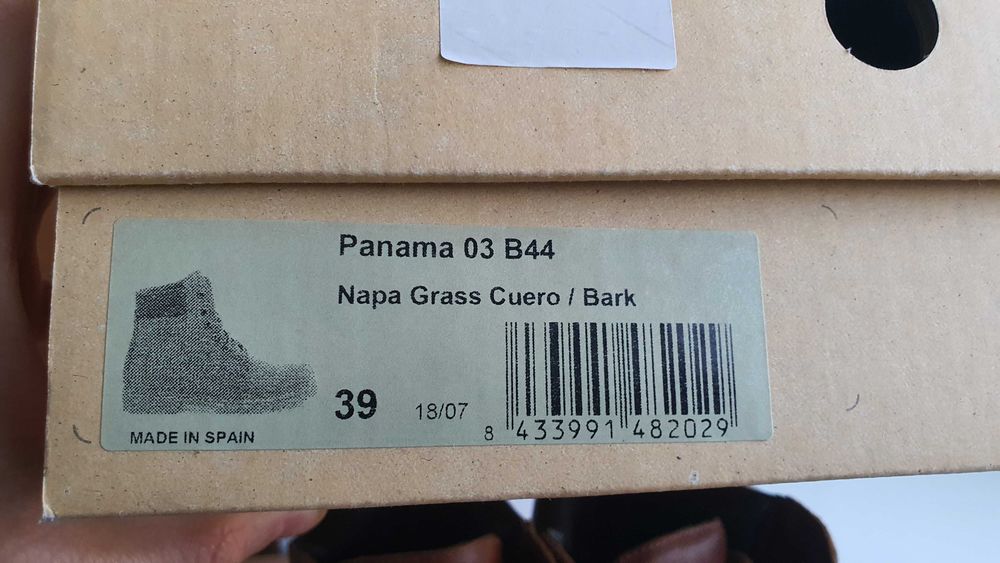 Panama 03 B44
Napa Grass Cuero / Bark
39 18/07
8 433991 482029
MADE IN SPAIN